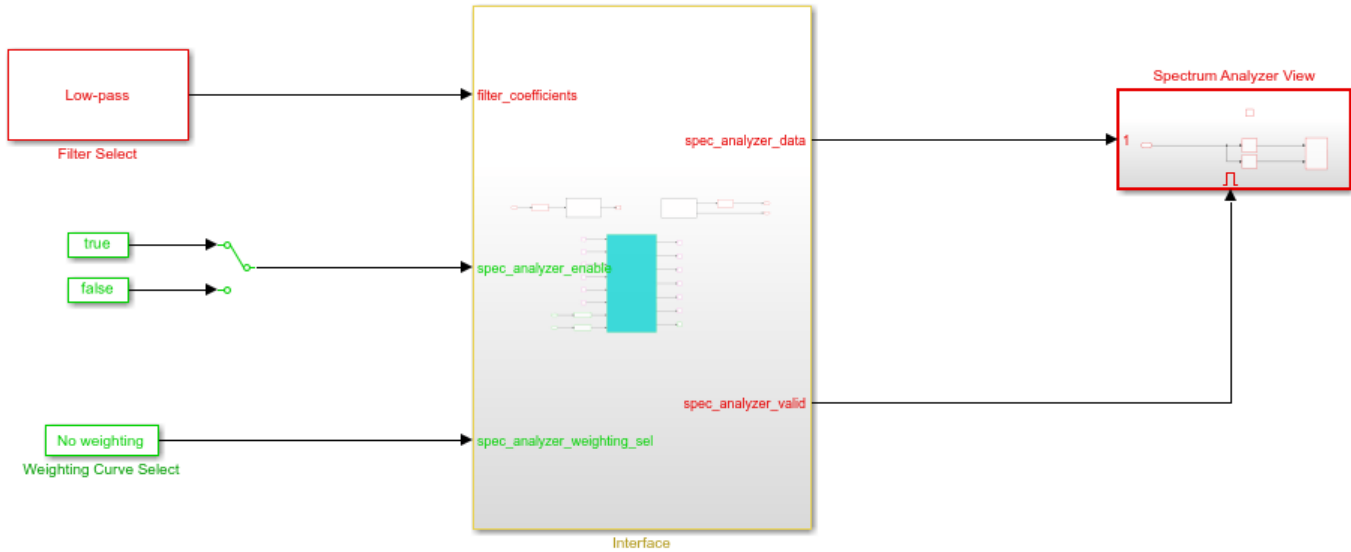 Low-pass
Filter Select
true
false
No weighting
Weighting Curve Select
filter_coefficients
spec_analyzer_enable
spec_analyzer_weighting_sel
spec_analyzer_data
spec_analyzer_valid
Interface
Spectrum Analyzer View
1